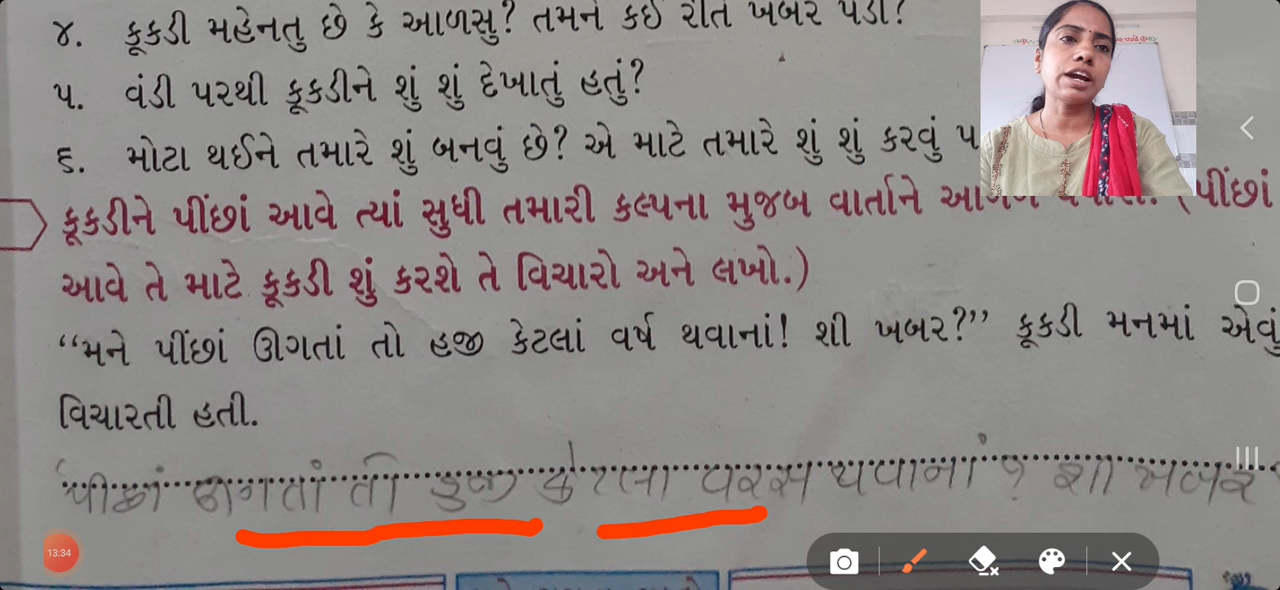 ૪. કૂકડી મહેનતુ છે કે આળસુ? તમને કઈ રીતે ખબર પડી?
૫. વંડી પરથી કૂકડીને શું શું દેખાતું હતું?
૬. મોટા થઈને તમારે શું બનવું છે? એ માટે તમારે શું શું કરવું
કૂકડીને પીંછાં આવે ત્યાં સુધી તમારી કલ્પના મુજબ વાર્તાને (પીંછાં
આવે તે માટે કૂકડી શું કરશે તે વિચારો અને લખો.)
“મને પીંછાં ઊગતાં તો હજી કેટલાં વર્ષ થવાનાં! શી ખબર?” કૂકડી મનમાં એવું
વિચારતી હતી.
પીછાં ઊગતાં તો હજી કેટલા વરસ થવાનાં ? શી ખબર
13:34